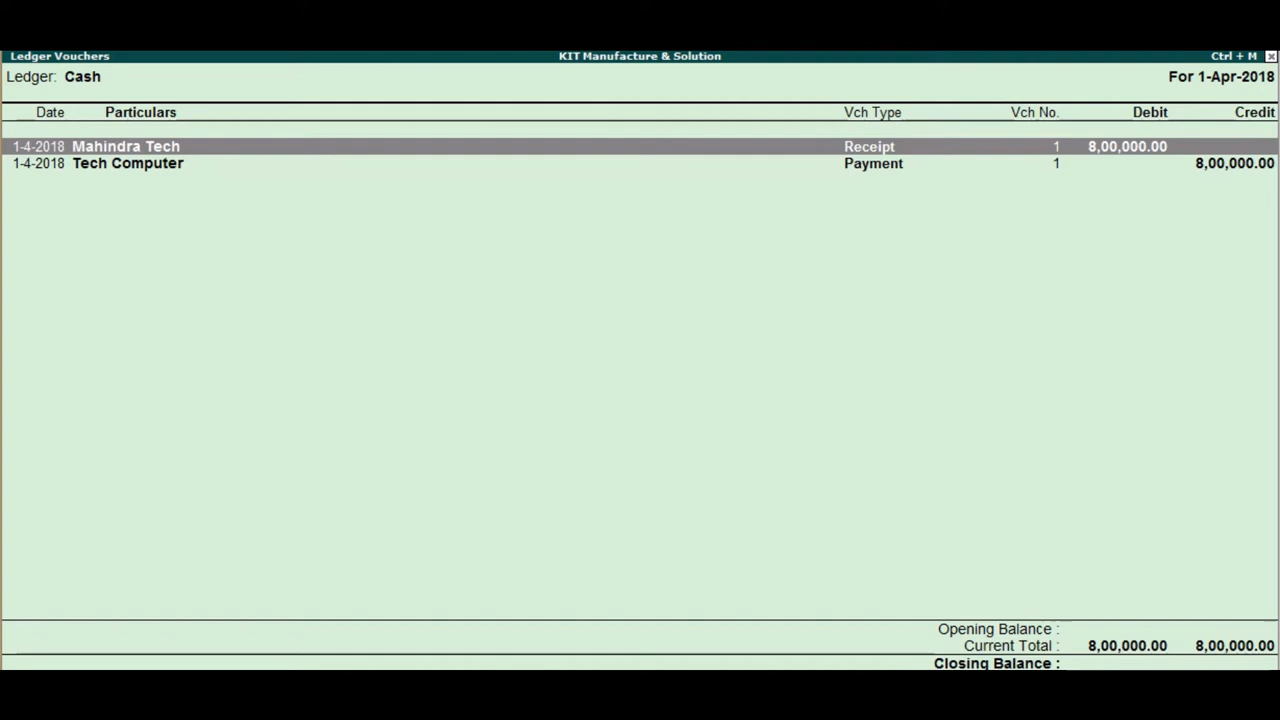 Ledger Vouchers KIT Manufacture & Solution Ctrl + M
Ledger: Cash For 1-Apr-2018
Date Particulars Vch Type Vch No. Debit Credit
1-4-2018 Mahindra Tech Receipt 1 8,00,000.00
1-4-2018 Tech Computer Payment 1 8,00,000.00
Opening Balance :
Current Total : 8,00,000.00 8,00,000.00
Closing Balance :